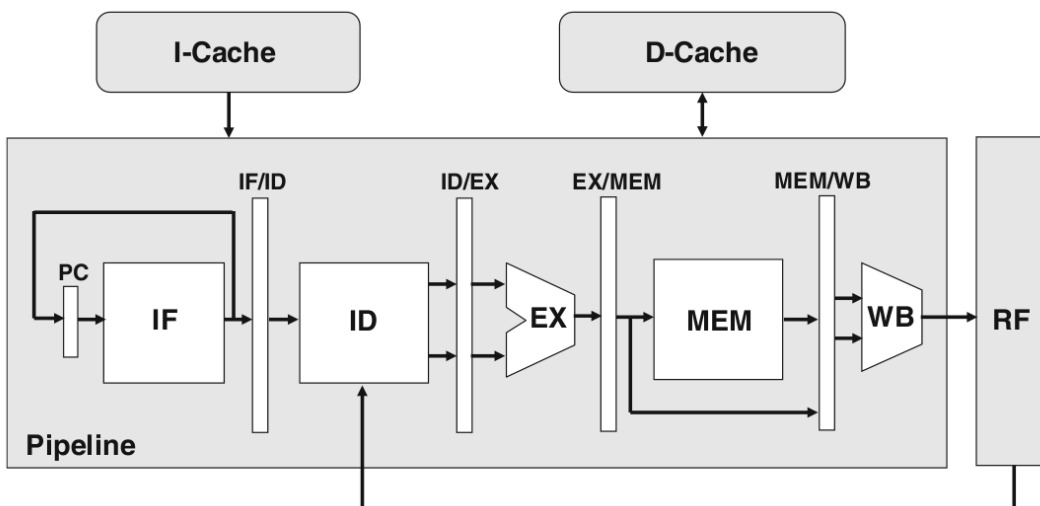 I-Cache
D-Cache
IF/ID
ID/EX
EX/MEM
MEM/WB
PC
IF
ID
EX
MEM
WB
RF
Pipeline